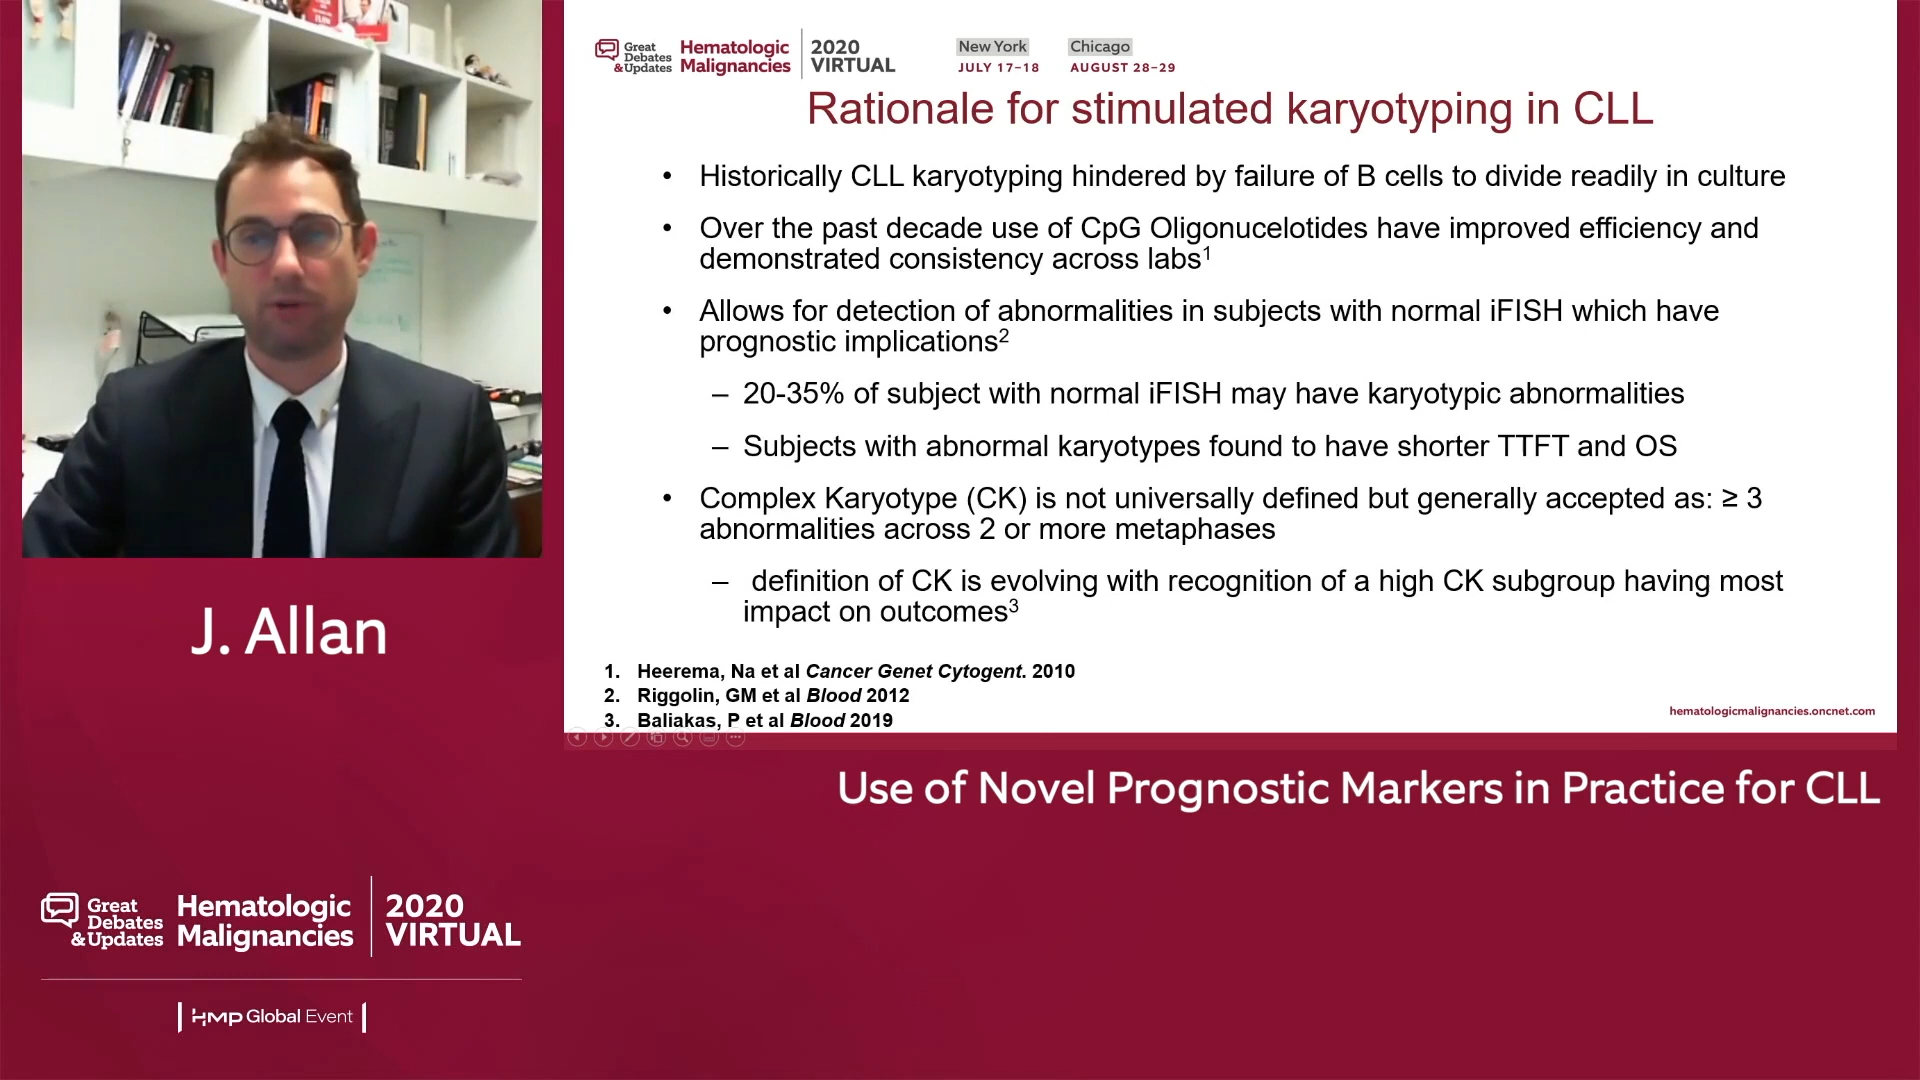 Great
Debates
&Updates
Hematologic
Malignancies
2020
VIRTUAL
New York
JULY 17–18
Chicago
AUGUST 28–29
Rationale for stimulated karyotyping in CLL
• Historically CLL karyotyping hindered by failure of B cells to divide readily in culture
• Over the past decade use of CpG Oligonucelotides have improved efficiency and
demonstrated consistency across labs1
• Allows for detection of abnormalities in subjects with normal iFISH which have
prognostic implications2
– 20-35% of subject with normal iFISH may have karyotypic abnormalities
– Subjects with abnormal karyotypes found to have shorter TTFT and OS
• Complex Karyotype (CK) is not universally defined but generally accepted as: ≥ 3
abnormalities across 2 or more metaphases
– definition of CK is evolving with recognition of a high CK subgroup having most
impact on outcomes3
1. Heerema, Na et al Cancer Genet Cytogent. 2010
2. Riggolin, GM et al Blood 2012
3. Baliakas, P et al Blood 2019
hematologicmalignancies.oncnet.com
J. Allan
Use of Novel Prognostic Markers in Practice for CLL
Great
Debates
&Updates
Hematologic
Malignancies
2020
VIRTUAL
HMP Global Event